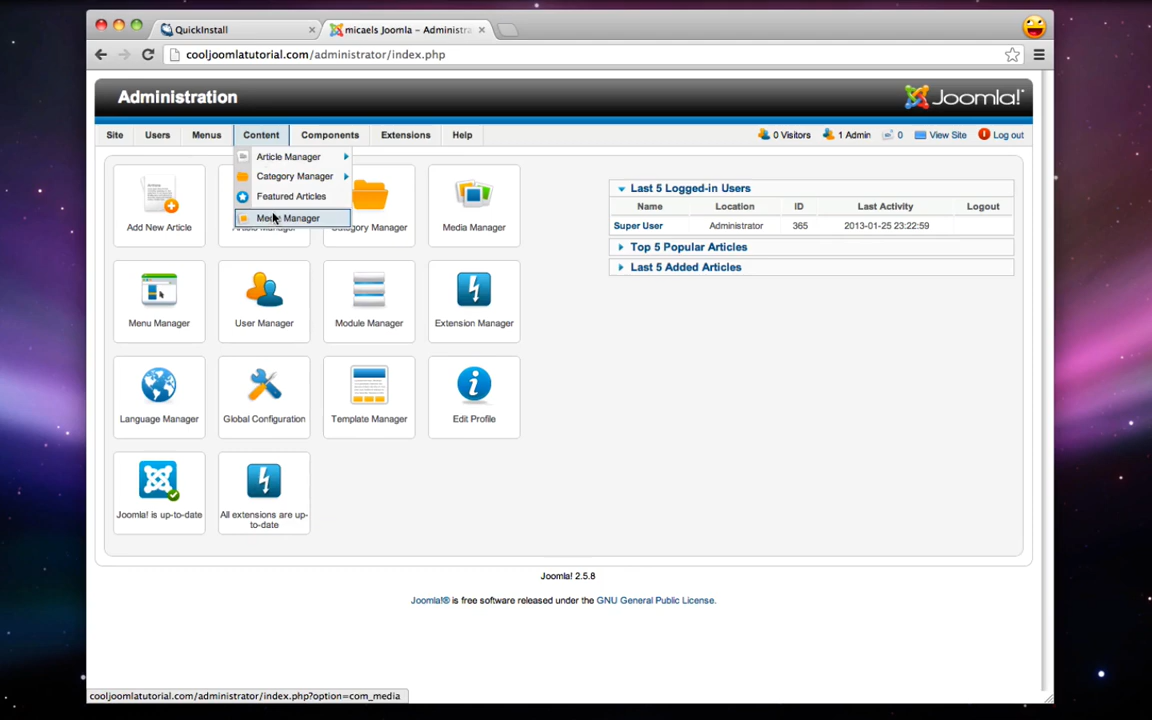 QuickInstall
micaels Joomla – Administra
cooljoomlatutorial.com/administrator/index.php
Administration
Joomla!
Site Users Menus Content Components Extensions Help 0 Visitors 1 Admin 0 View Site Log out
Article Manager
Category Manager
Featured Articles
Media Manager
Add New Article
Article Manager
Category Manager
Media Manager
Menu Manager
User Manager
Module Manager
Extension Manager
Language Manager
Global Configuration
Template Manager
Edit Profile
Joomla! is up-to-date
All extensions are up-
to-date
Last 5 Logged-in Users
Name Location ID Last Activity Logout
Super User Administrator 365 2013-01-25 23:22:59
Top 5 Popular Articles
Last 5 Added Articles
Joomla! 2.5.8
Joomla!® is free software released under the GNU General Public License.
cooljoomlatutorial.com/administrator/index.php?option=com_media